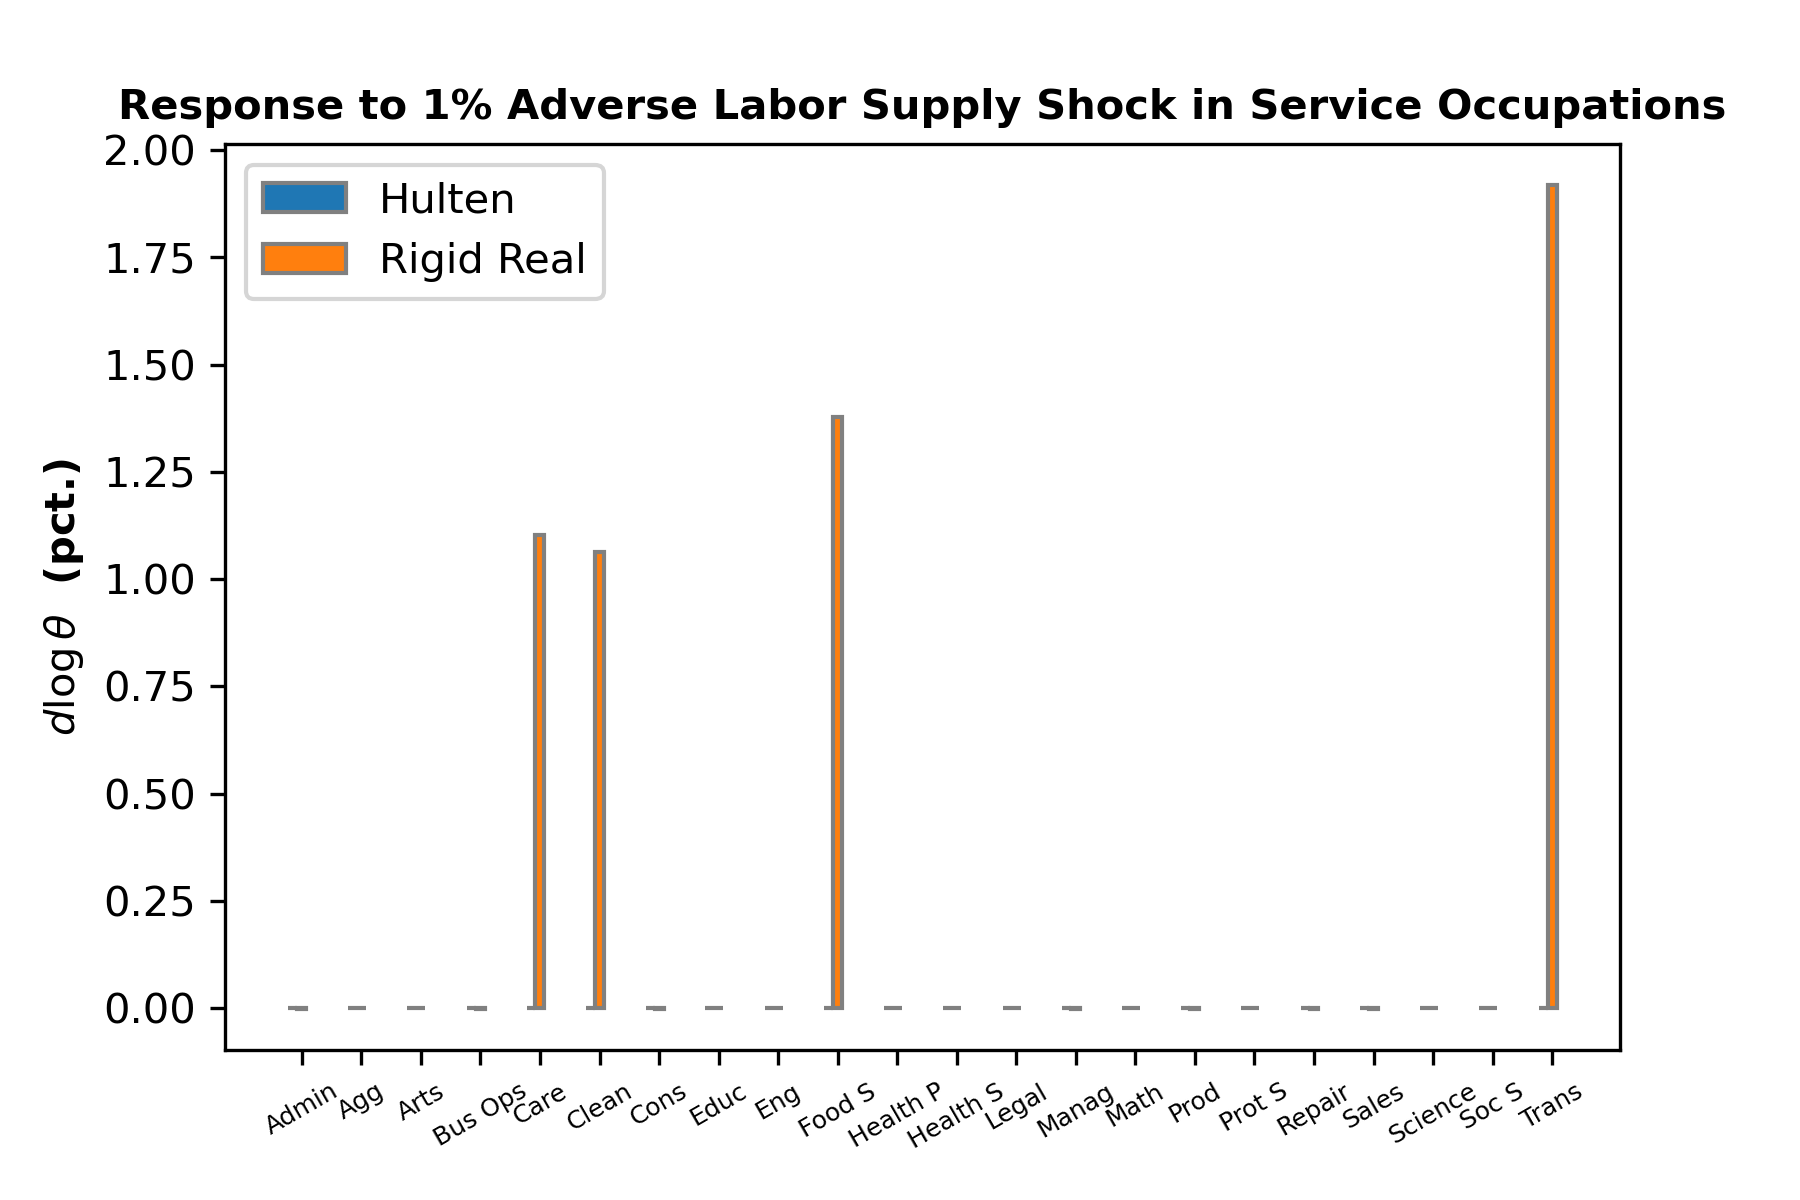 Response to 1% Adverse Labor Supply Shock in Service Occupations
Hulten
Rigid Real
d log θ (pct.)
2.00
1.75
1.50
1.25
1.00
0.75
0.50
0.25
0.00
Admin
Agg
Arts
Bus Ops
Care
Clean
Cons
Educ
Eng
Food S
Health P
Health S
Legal
Manag
Math
Prod
Prot S
Repair
Sales
Science
Soc S
Trans